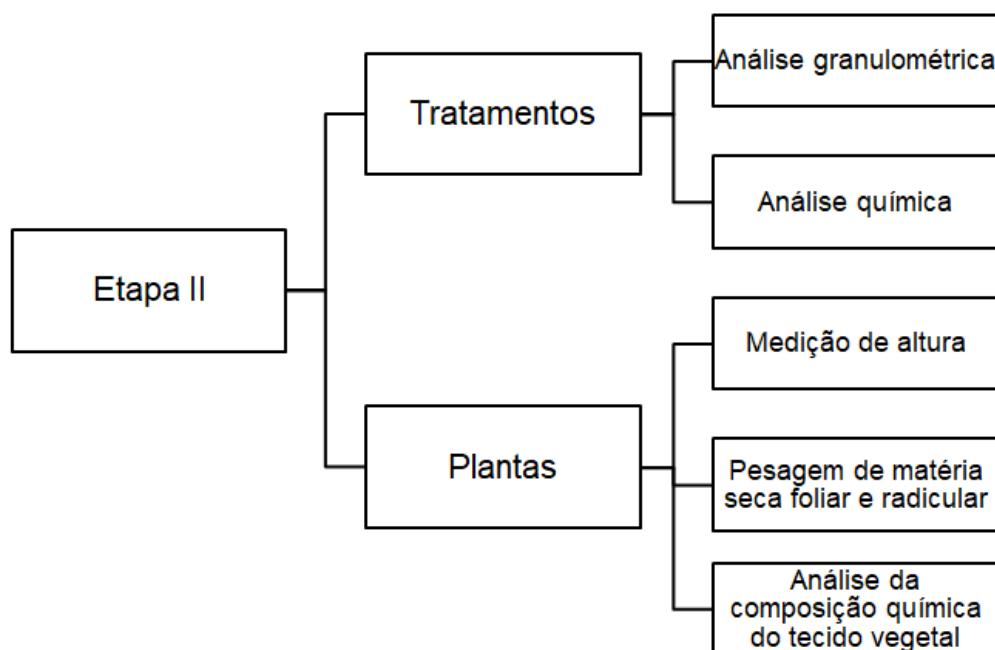 Etapa II
Tratamentos
Análise granulométrica
Análise química
Plantas
Medição de altura
Pesagem de matéria
seca foliar e radicular
Análise da
composição química
do tecido vegetal